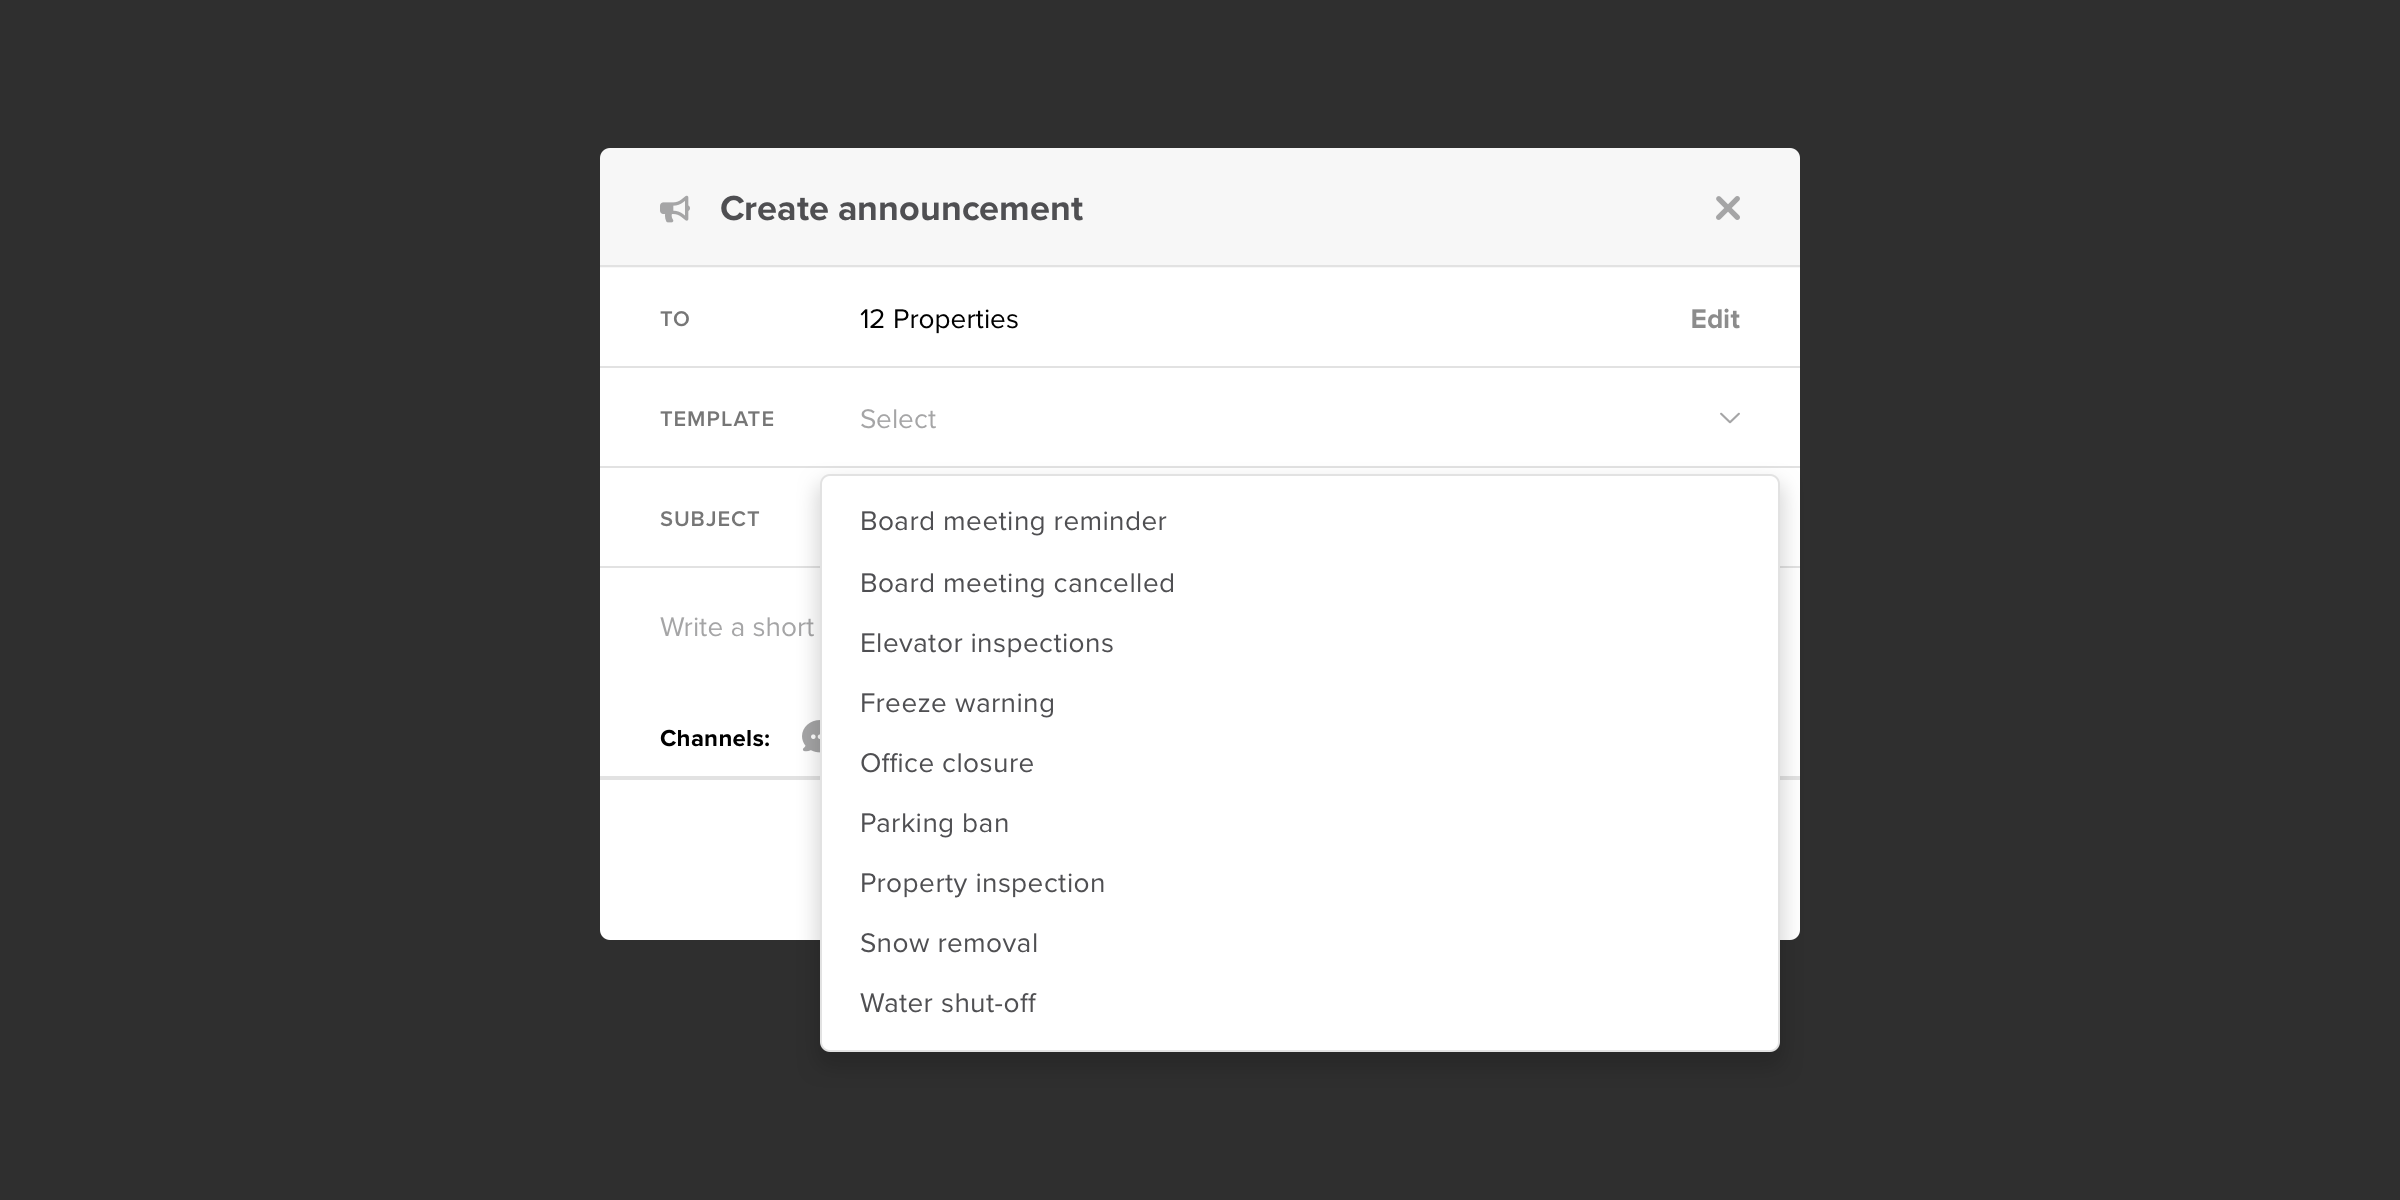 Create announcement
TO 12 Properties Edit
TEMPLATE Select
SUBJECT
Write a short
Channels:
Board meeting reminder
Board meeting cancelled
Elevator inspections
Freeze warning
Office closure
Parking ban
Property inspection
Snow removal
Water shut-off